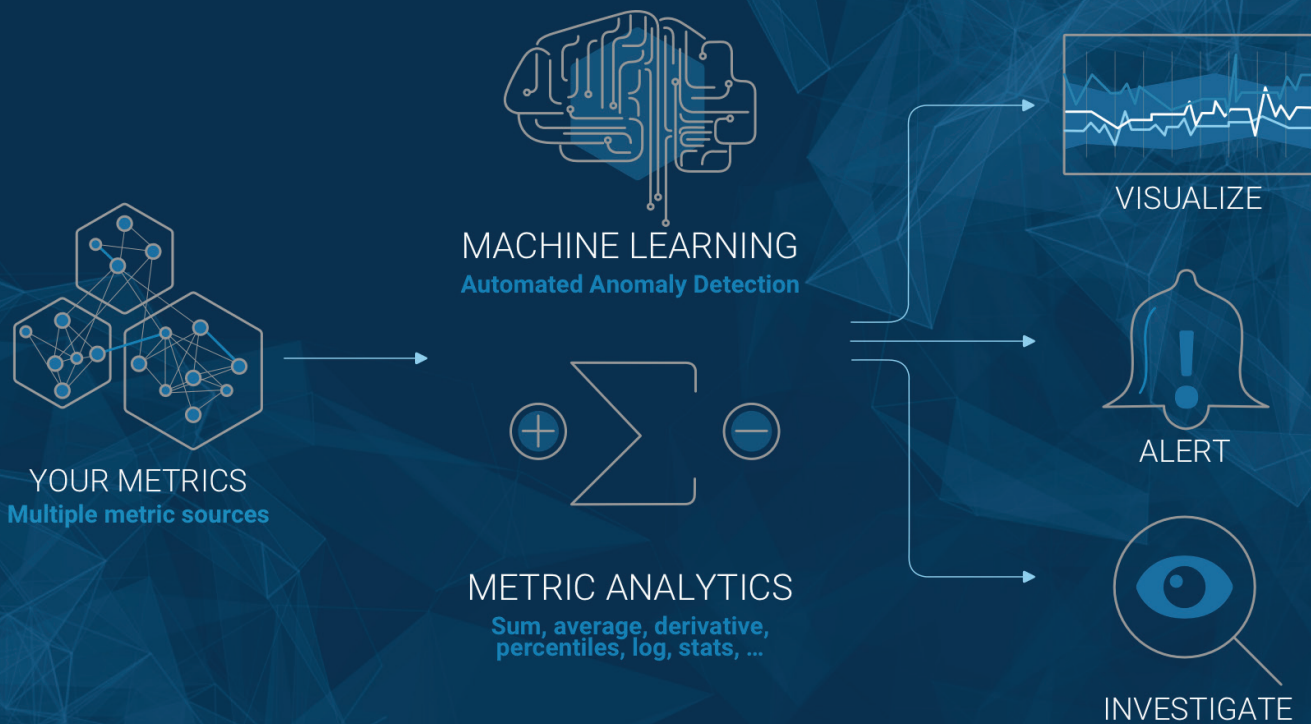 YOUR METRICS
Multiple metric sources
MACHINE LEARNING
Automated Anomaly Detection
METRIC ANALYTICS
Sum, average, derivative,
percentiles, log, stats, ...
VISUALIZE
ALERT
INVESTIGATE